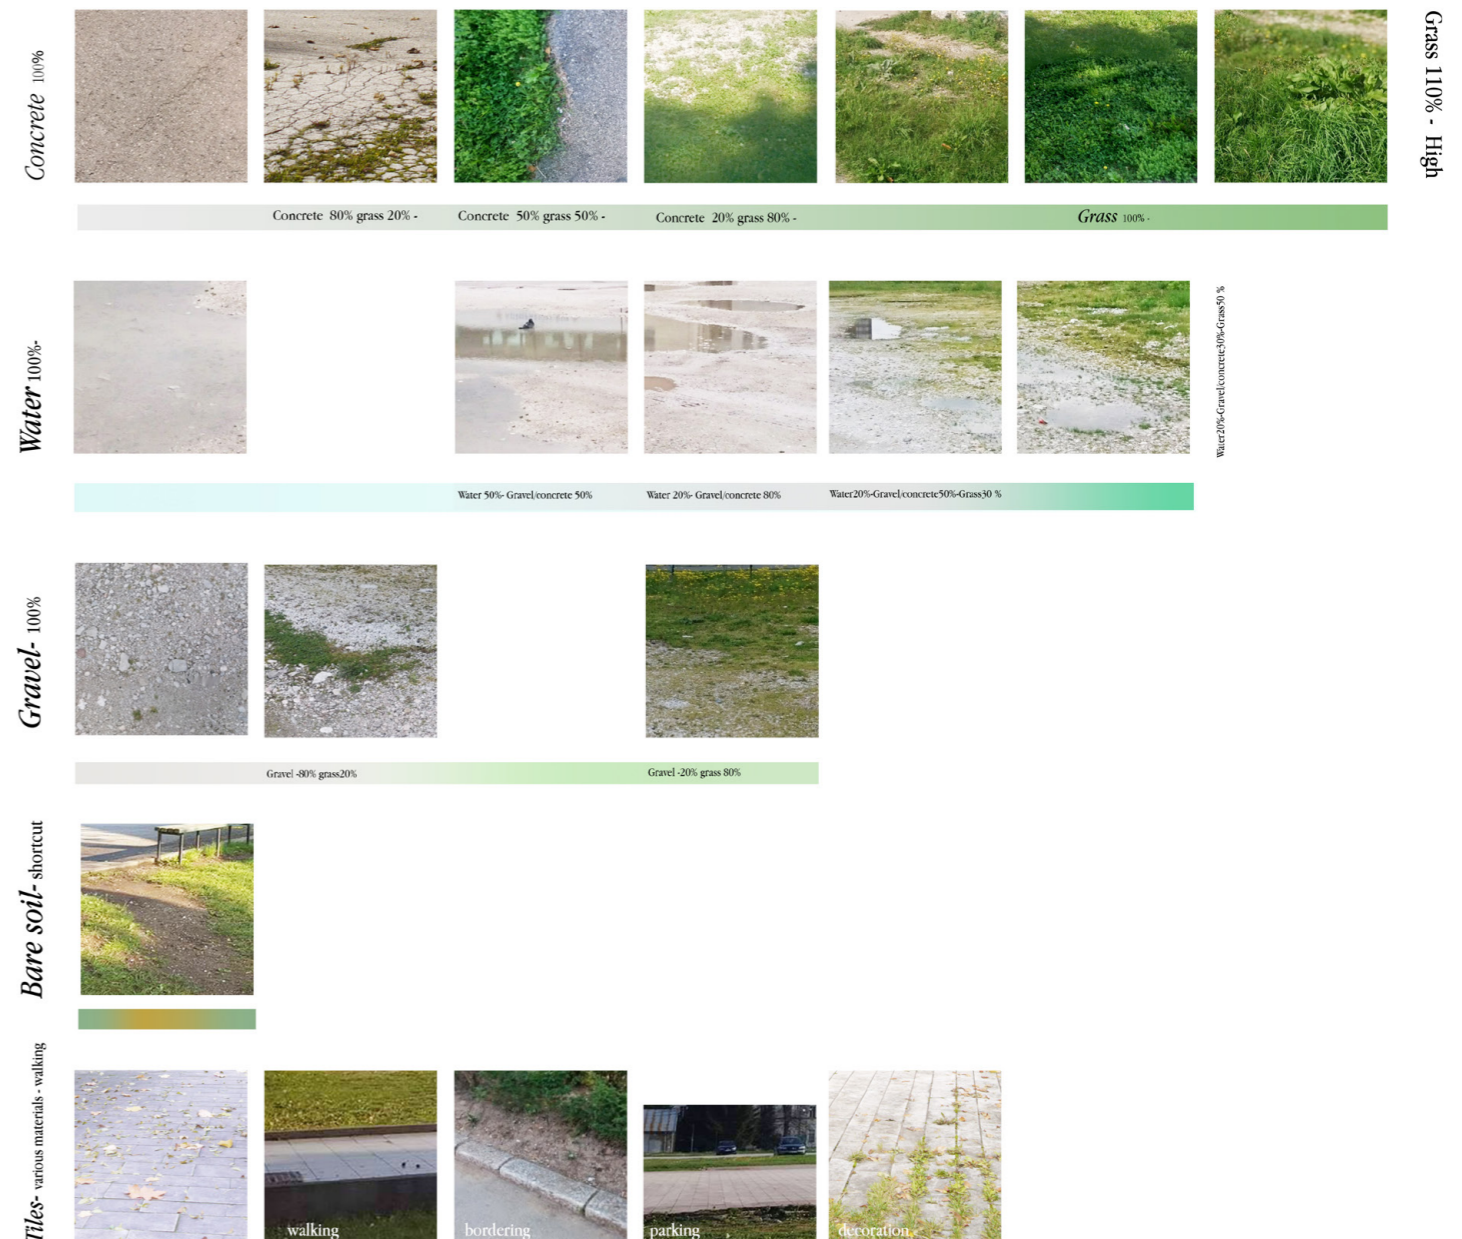 Concrete 100%
Grass 110% - High
Concrete 80% grass 20% -
Concrete 50% grass 50% -
Concrete 20% grass 80% -
Grass 100% -
Water 100%-
Water20%-Gravel/concrete30%-Grass50 %
Water 50%- Gravel/concrete 50%
Water 20%- Gravel/concrete 80%
Water20%-Gravel/concrete50%-Grass30 %
Gravel- 100%
Gravel -80% grass20%
Gravel -20% grass 80%
Bare soil- shortcut
Tiles- various materials - walking
walking
bordering
parking
decoration